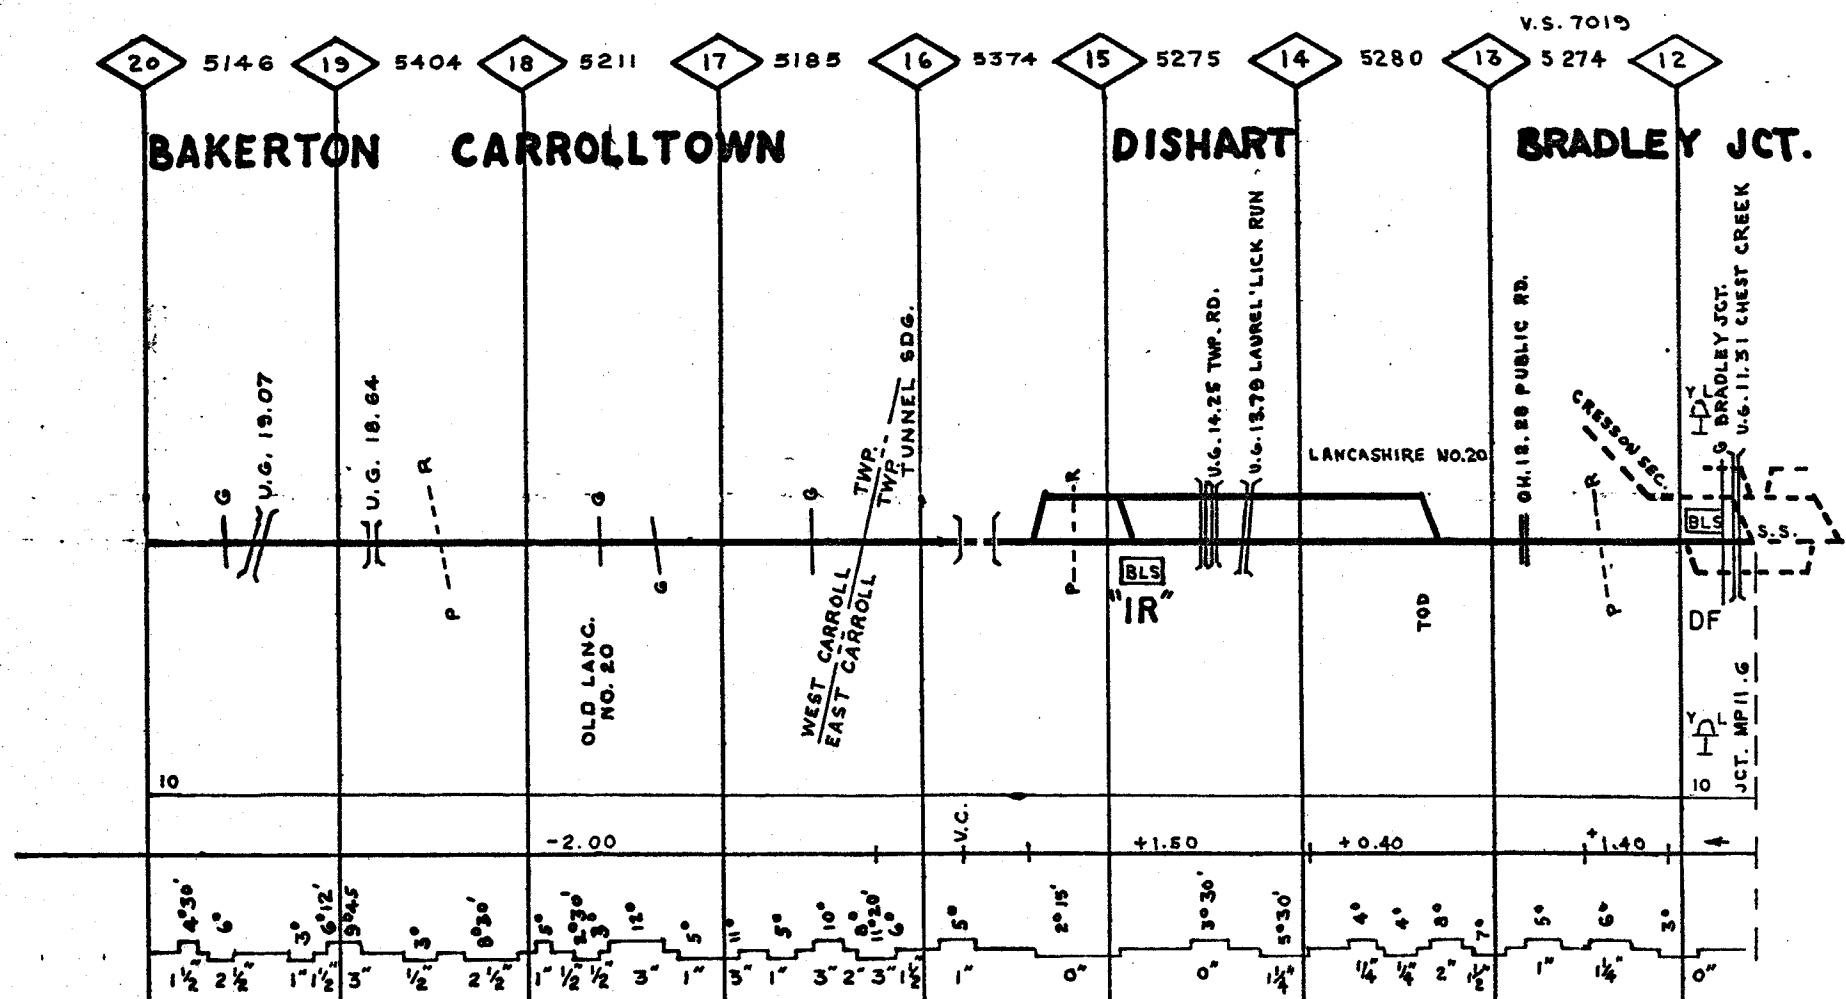 V.S. 7019
20 5146 19 5404 18 5211 17 5185 16 5374 15 5275 14 5280 13 5274 12
BAKERTON CARROLLTOWN DISHART BRADLEY JCT.
G
U.G. 19.07
U.G. 18.64
R
P
G
G
OLD LANC.
NO. 20
G
TWP.
TWP.
WEST CARROLL
EAST CARROLL
TUNNEL SDG.
R
P
BLS
"IR"
U.G. 14.25 TWP. RD.
U.G. 13.79 LAUREL LICK RUN
LANCASHIRE NO.20
TOD
OH. 12.28 PUBLIC RD.
CRESSON SEC.
R
P
Y L
G BRADLEY JCT.
U.G. 11.31 CHEST CREEK
BLS
S.S.
DF
Y L
JCT. MP11.6
10
10
-2.00
V.C.
+1.50
+0.40
+1.40
4°30' 6° 3° 6°12' 9°45 3° 8°30' 5° 2°30' 3° 12° 5° 11° 5° 10° 8° 11°20' 6° 5° 2°15' 3°30' 5°30' 4° 4° 8° 7° 5° 6° 3°
1½" 2½" 1" 1½" 3" ½" 2½" 1" ½" ½" 3" 1" 3" 1" 3" 2" 3" 1½" 1" 0" 0" 1¼" ¼" ¼" 2" 1½" 1" 1¼" 0"